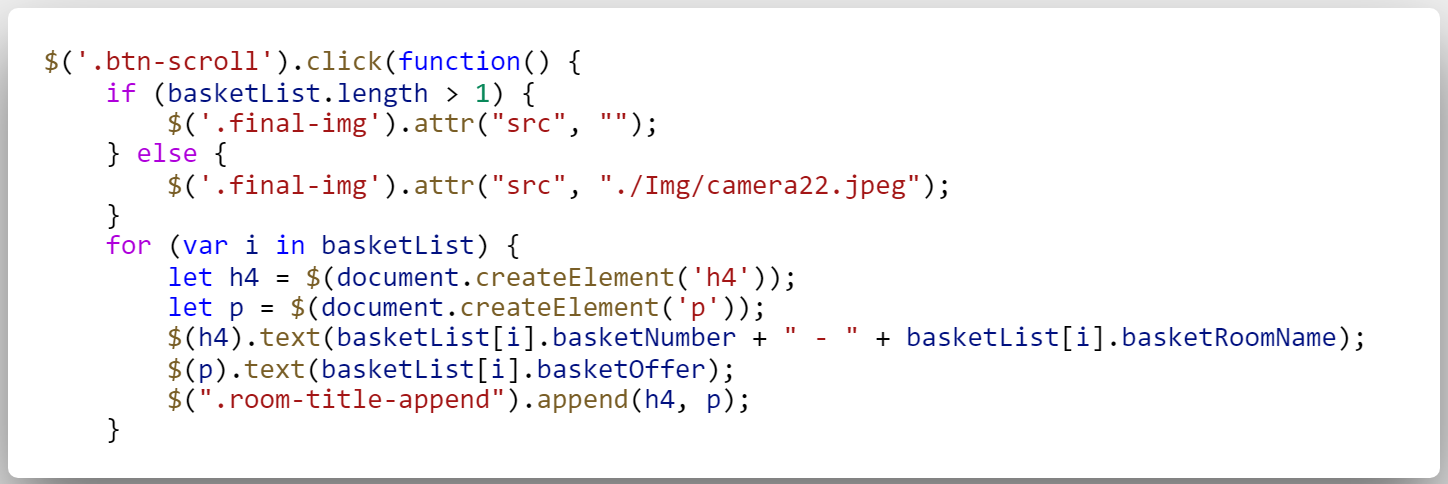 $('.btn-scroll').click(function() {
    if (basketList.length > 1) {
        $('.final-img').attr("src", "");
    } else {
        $('.final-img').attr("src", "./Img/camera22.jpeg");
    }
    for (var i in basketList) {
        let h4 = $(document.createElement('h4'));
        let p = $(document.createElement('p'));
        $(h4).text(basketList[i].basketNumber + " - " + basketList[i].basketRoomName);
        $(p).text(basketList[i].basketOffer);
        $(".room-title-append").append(h4, p);
    }